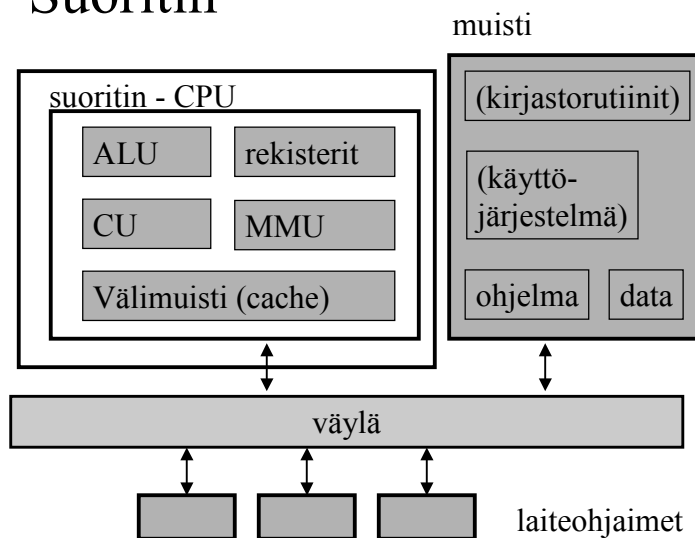 Suoritin
muisti
suoritin - CPU
ALU
rekisterit
CU
MMU
Välimuisti (cache)
(kirjastorutiinit)
(käyttö-
järjestelmä)
ohjelma
data
väylä
laiteohjaimet